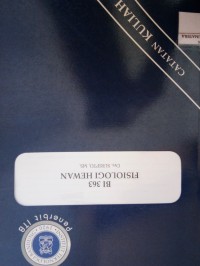 CATATAN KULIAH
BI 363
FISIOLOGI HEWAN
Penerbit ITB